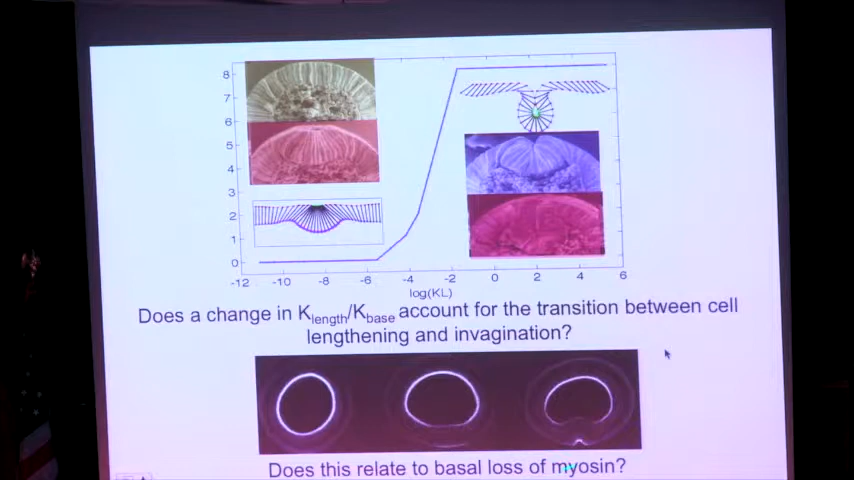 8
7
6
5
4
3
2
1
0
-12 -10 -8 -6 -4 -2 0 2 4 6
log(KL)
Does a change in Klength/Kbase account for the transition between cell
lengthening and invagination?
Does this relate to basal loss of myosin?